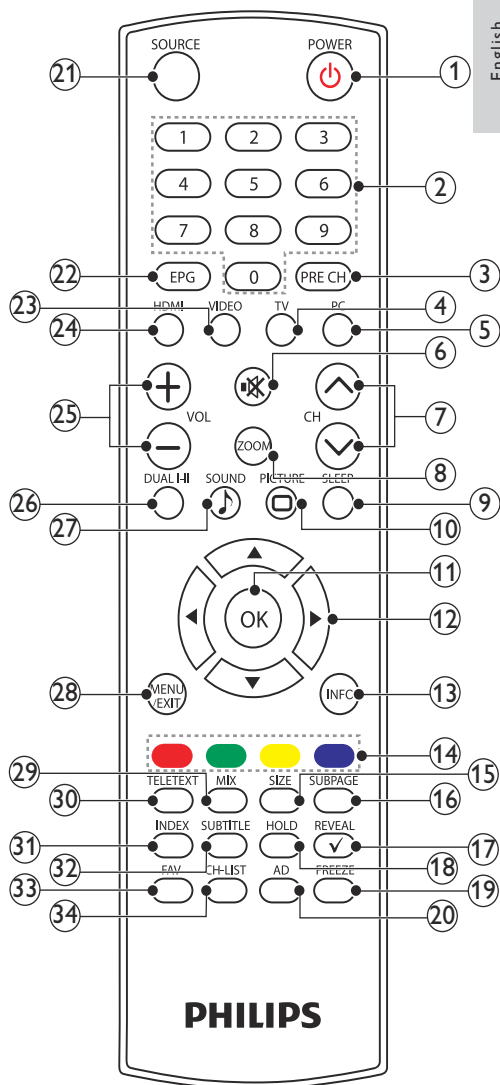 English
SOURCE POWER
21 1
1 2 3
4 5 6
2
7 8 9
22 EPG 0 PRE CH 3
23 4
HDMI VIDEO TV PC
24 5
6
25 VOL CH 7
ZOOM
8
DUAL I-II SOUND PICTURE SLEEP
26 9
27 10
11
OK 12
28 MENU /EXIT INFO 13
14
29 15
TELETEXT MIX SIZE SUBPAGE
30 16
INDEX SUBTITLE HOLD REVEAL
31 17
32 18
FAV CH-LIST AD FREEZE
33 19
34 20
PHILIPS